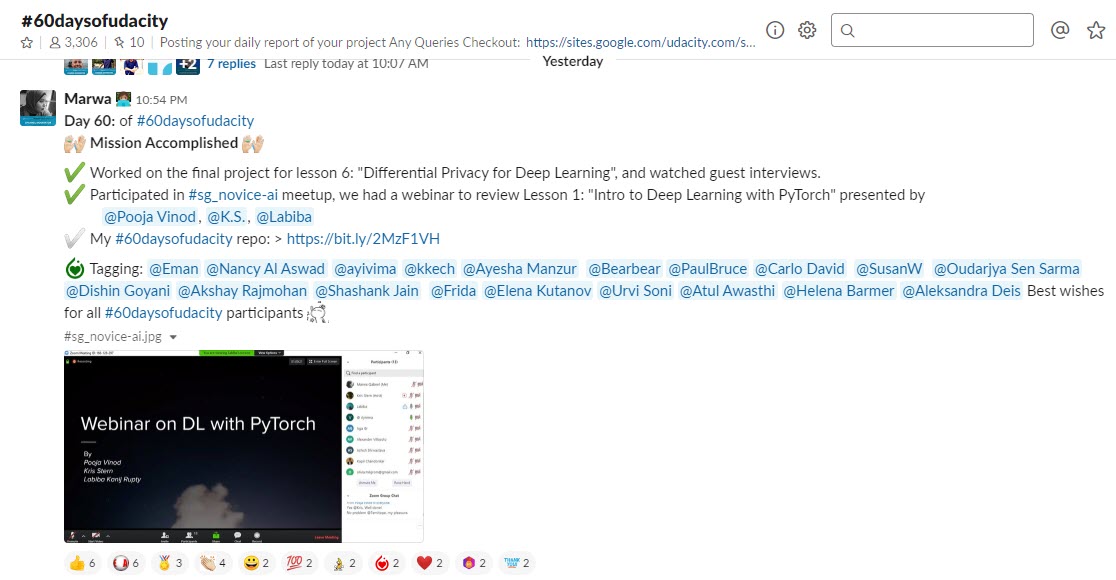 #60daysofudacity
3,306 | 10 | Posting your daily report of your project Any Queries Checkout: https://sites.google.com/udacity.com/s...
+2 7 replies Last reply today at 10:07 AM
Yesterday
Marwa 10:54 PM
Day 60: of #60daysofudacity
Mission Accomplished
Worked on the final project for lesson 6: "Differential Privacy for Deep Learning", and watched guest interviews.
Participated in #sg_novice-ai meetup, we had a webinar to review Lesson 1: "Intro to Deep Learning with PyTorch" presented by
@Pooja Vinod , @K.S. , @Labiba
My #60daysofudacity repo: > https://bit.ly/2MzF1VH
Tagging: @Eman @Nancy Al Aswad @ayivima @kkech @Ayesha Manzur @Bearbear @PaulBruce @Carlo David @SusanW @Oudarjya Sen Sarma
@Dishin Goyani @Akshay Rajmohan @Shashank Jain @Frida @Elena Kutanov @Urvi Soni @Atul Awasthi @Helena Barmer @Aleksandra Deis Best wishes
for all #60daysofudacity participants
#sg_novice-ai.jpg
Webinar on DL with PyTorch
By
Pooja Vinod
Kris Stern
Labiba Kanij Rupty
Zoom Group Chat
6 6 3 4 2 100 2 2 2 2 2 THANK YOU 2